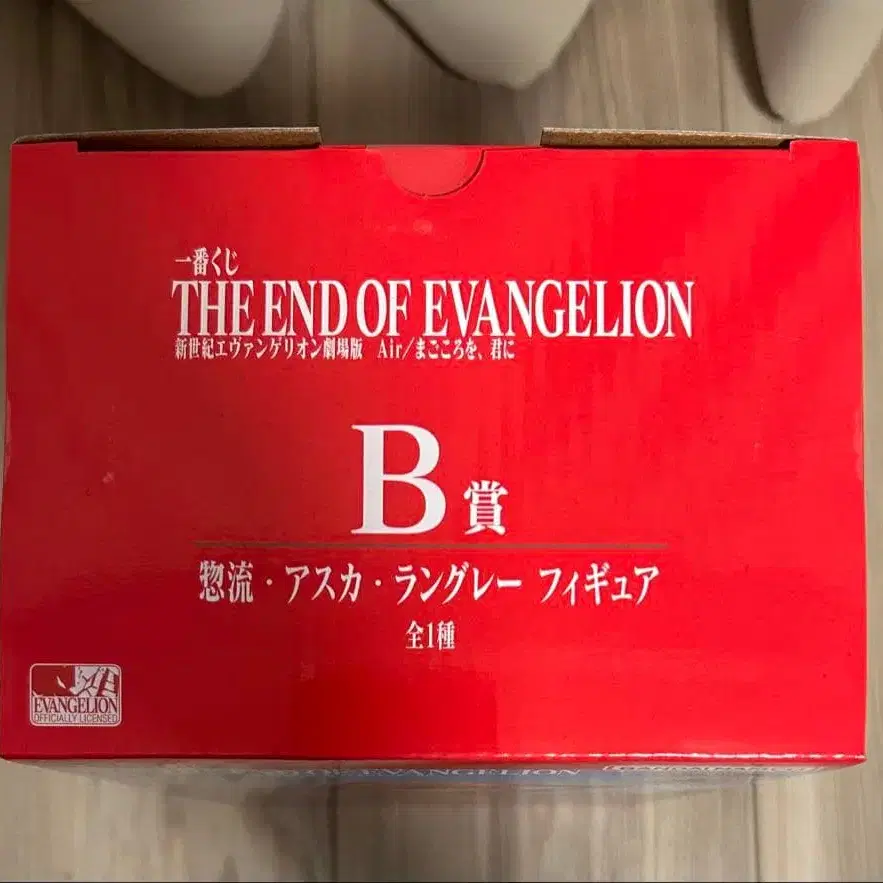 一番くじ
THE END OF EVANGELION
新世紀エヴァンゲリオン劇場版 Air/まごころを、君に
B賞
惣流・アスカ・ラングレー フィギュア
全1種
EVANGELION
OFFICIALLY LICENSED
EVANGELION